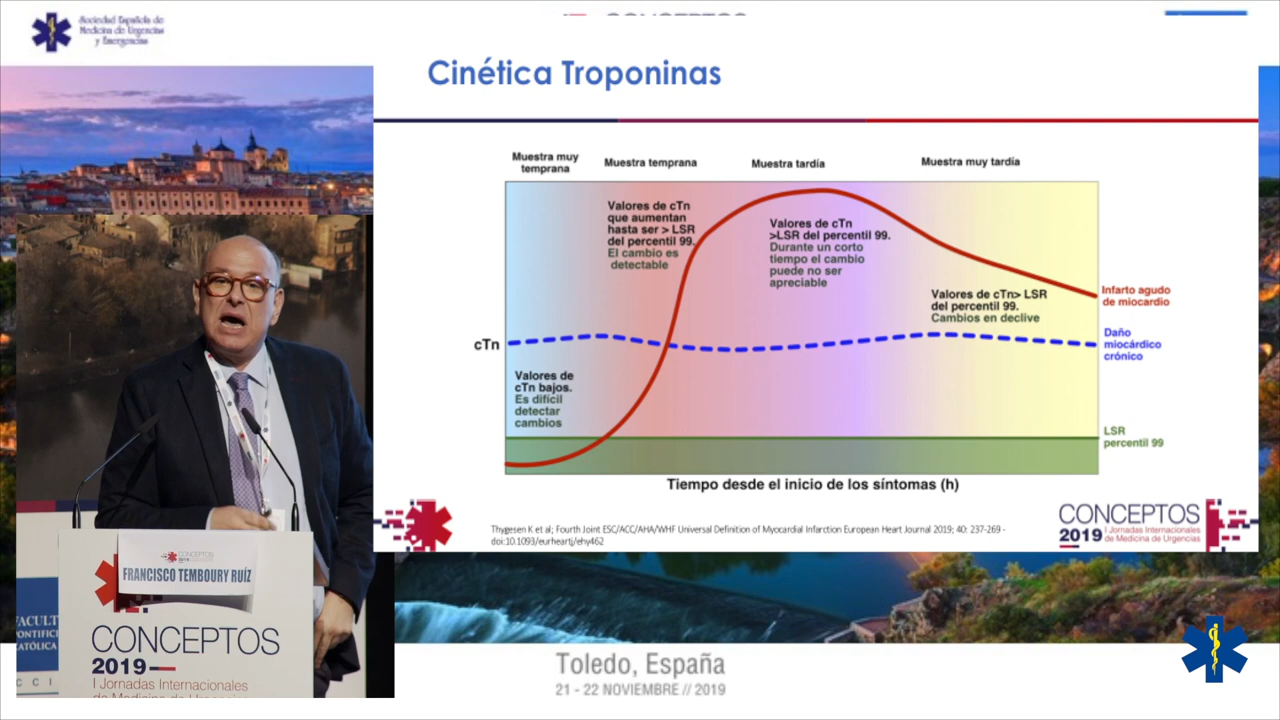 Sociedad Española de
Medicina de Urgencias
y Emergencias
CONCEPTOS
Cinética Troponinas
Muestra muy
temprana
Muestra temprana
Muestra tardía
Muestra muy tardía
Valores de cTn
que aumentan
hasta ser > LSR
del percentil 99.
El cambio es
detectable
Valores de cTn
>LSR del percentil 90.
Durante un corto
tiempo el cambio
puede no ser
apreciable
Valores de cTn> LSR
del percentil 99.
Cambios en declive
Infarto agudo
de miocardio
cTn
Daño
miocárdico
crónico
Valores de
cTn bajos.
Es difícil
detectar
cambios
LSR
percentil 99
Tiempo desde el inicio de los síntomas (h)
Thygesen K et al; Fourth Joint ESC/ACC/AHA/WHF Universal Definition of Myocardial Infarction European Heart Journal 2019; 40: 237-269 -
doi:10.1093/eurheartj/ehy462
CONCEPTOS
2019 I Jornadas Internacionales
de Medicina de Urgencias
CONCEPTOS
2019
FRANCISCO TEMBOURY RUÍZ
FACULT
PONTIFIC
CATÓLICA
C C I
CONCEPTOS
2019
I Jornadas Internacionales
de Medicina de Urgencias
Toledo, España
21 - 22 NOVIEMBRE // 2019